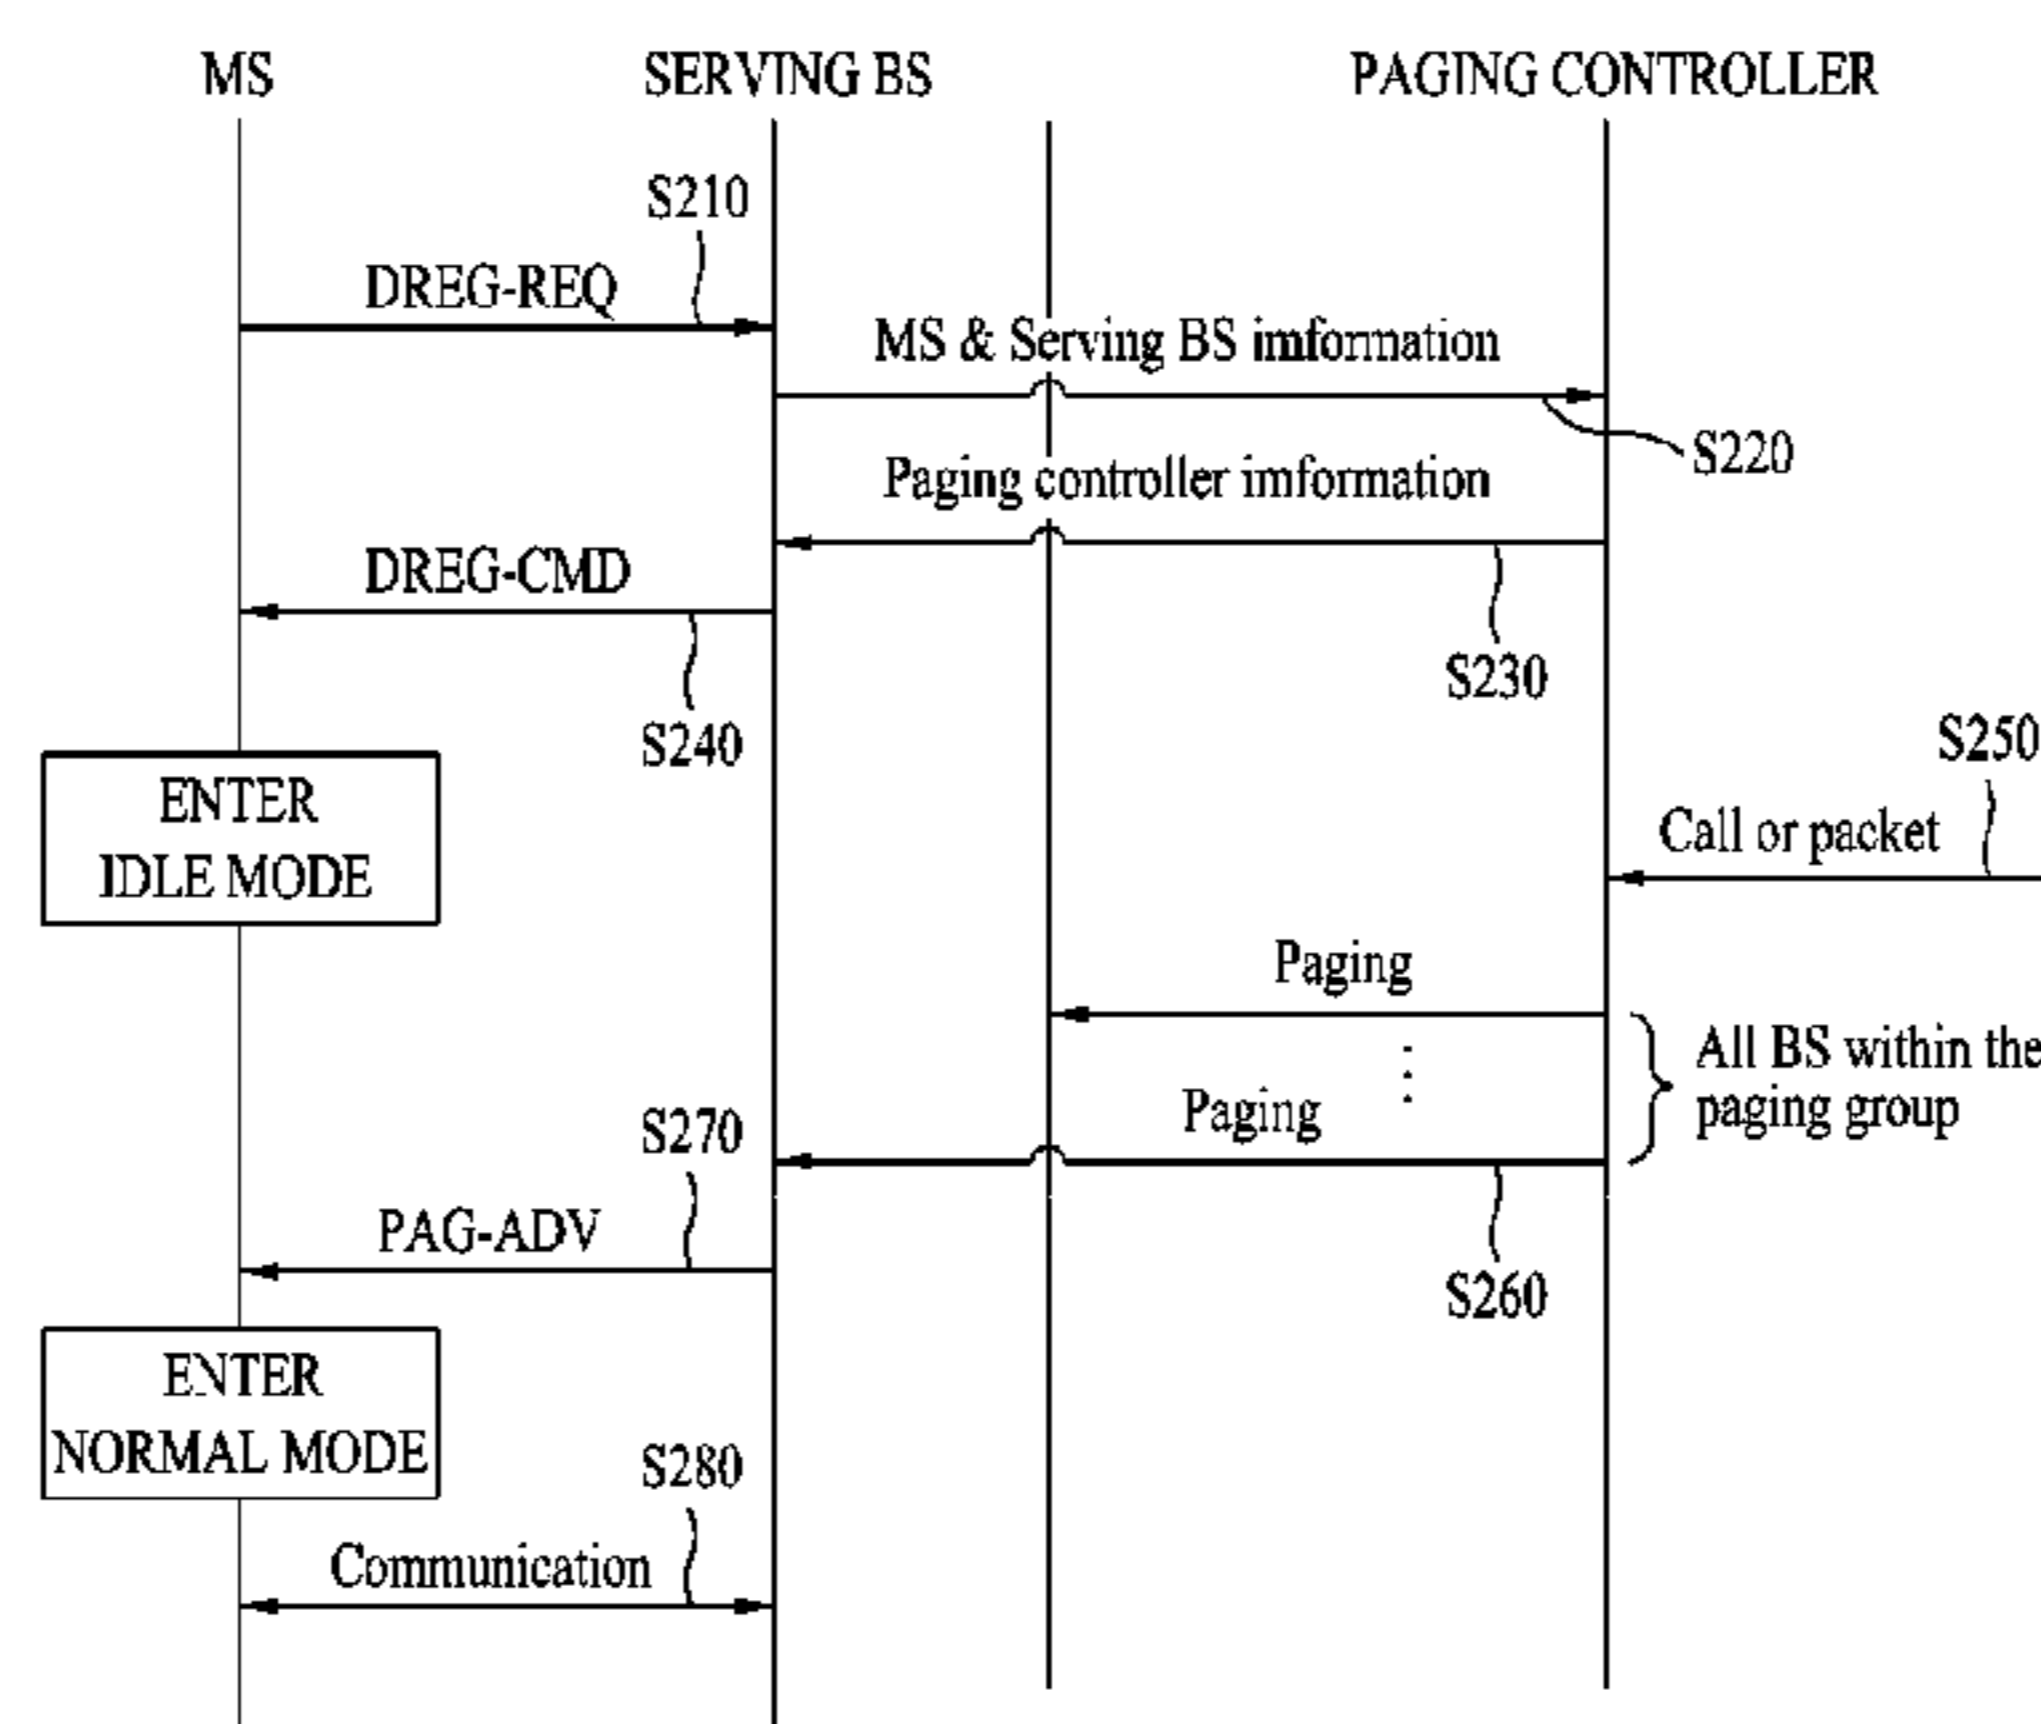 MS
SERVING BS
PAGING CONTROLLER
S210
DREG-REQ
MS & Serving BS imformation
S220
Paging controller imformation
DREG-CMD
S230
S240
S250
ENTER
IDLE MODE
Call or packet
Paging
All BS within the
paging group
Paging
S270
PAG-ADV
S260
ENTER
NORMAL MODE
S280
Communication